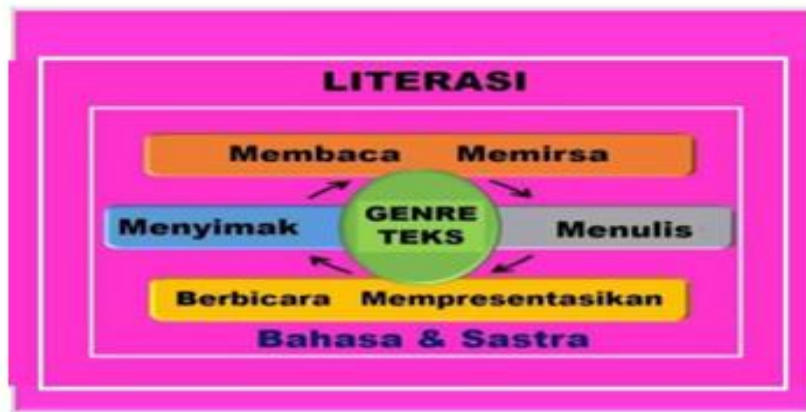 LITERASI
Membaca Memirsa
Menyimak
GENRE
TEKS
Menulis
Berbicara Mempresentasikan
Bahasa & Sastra